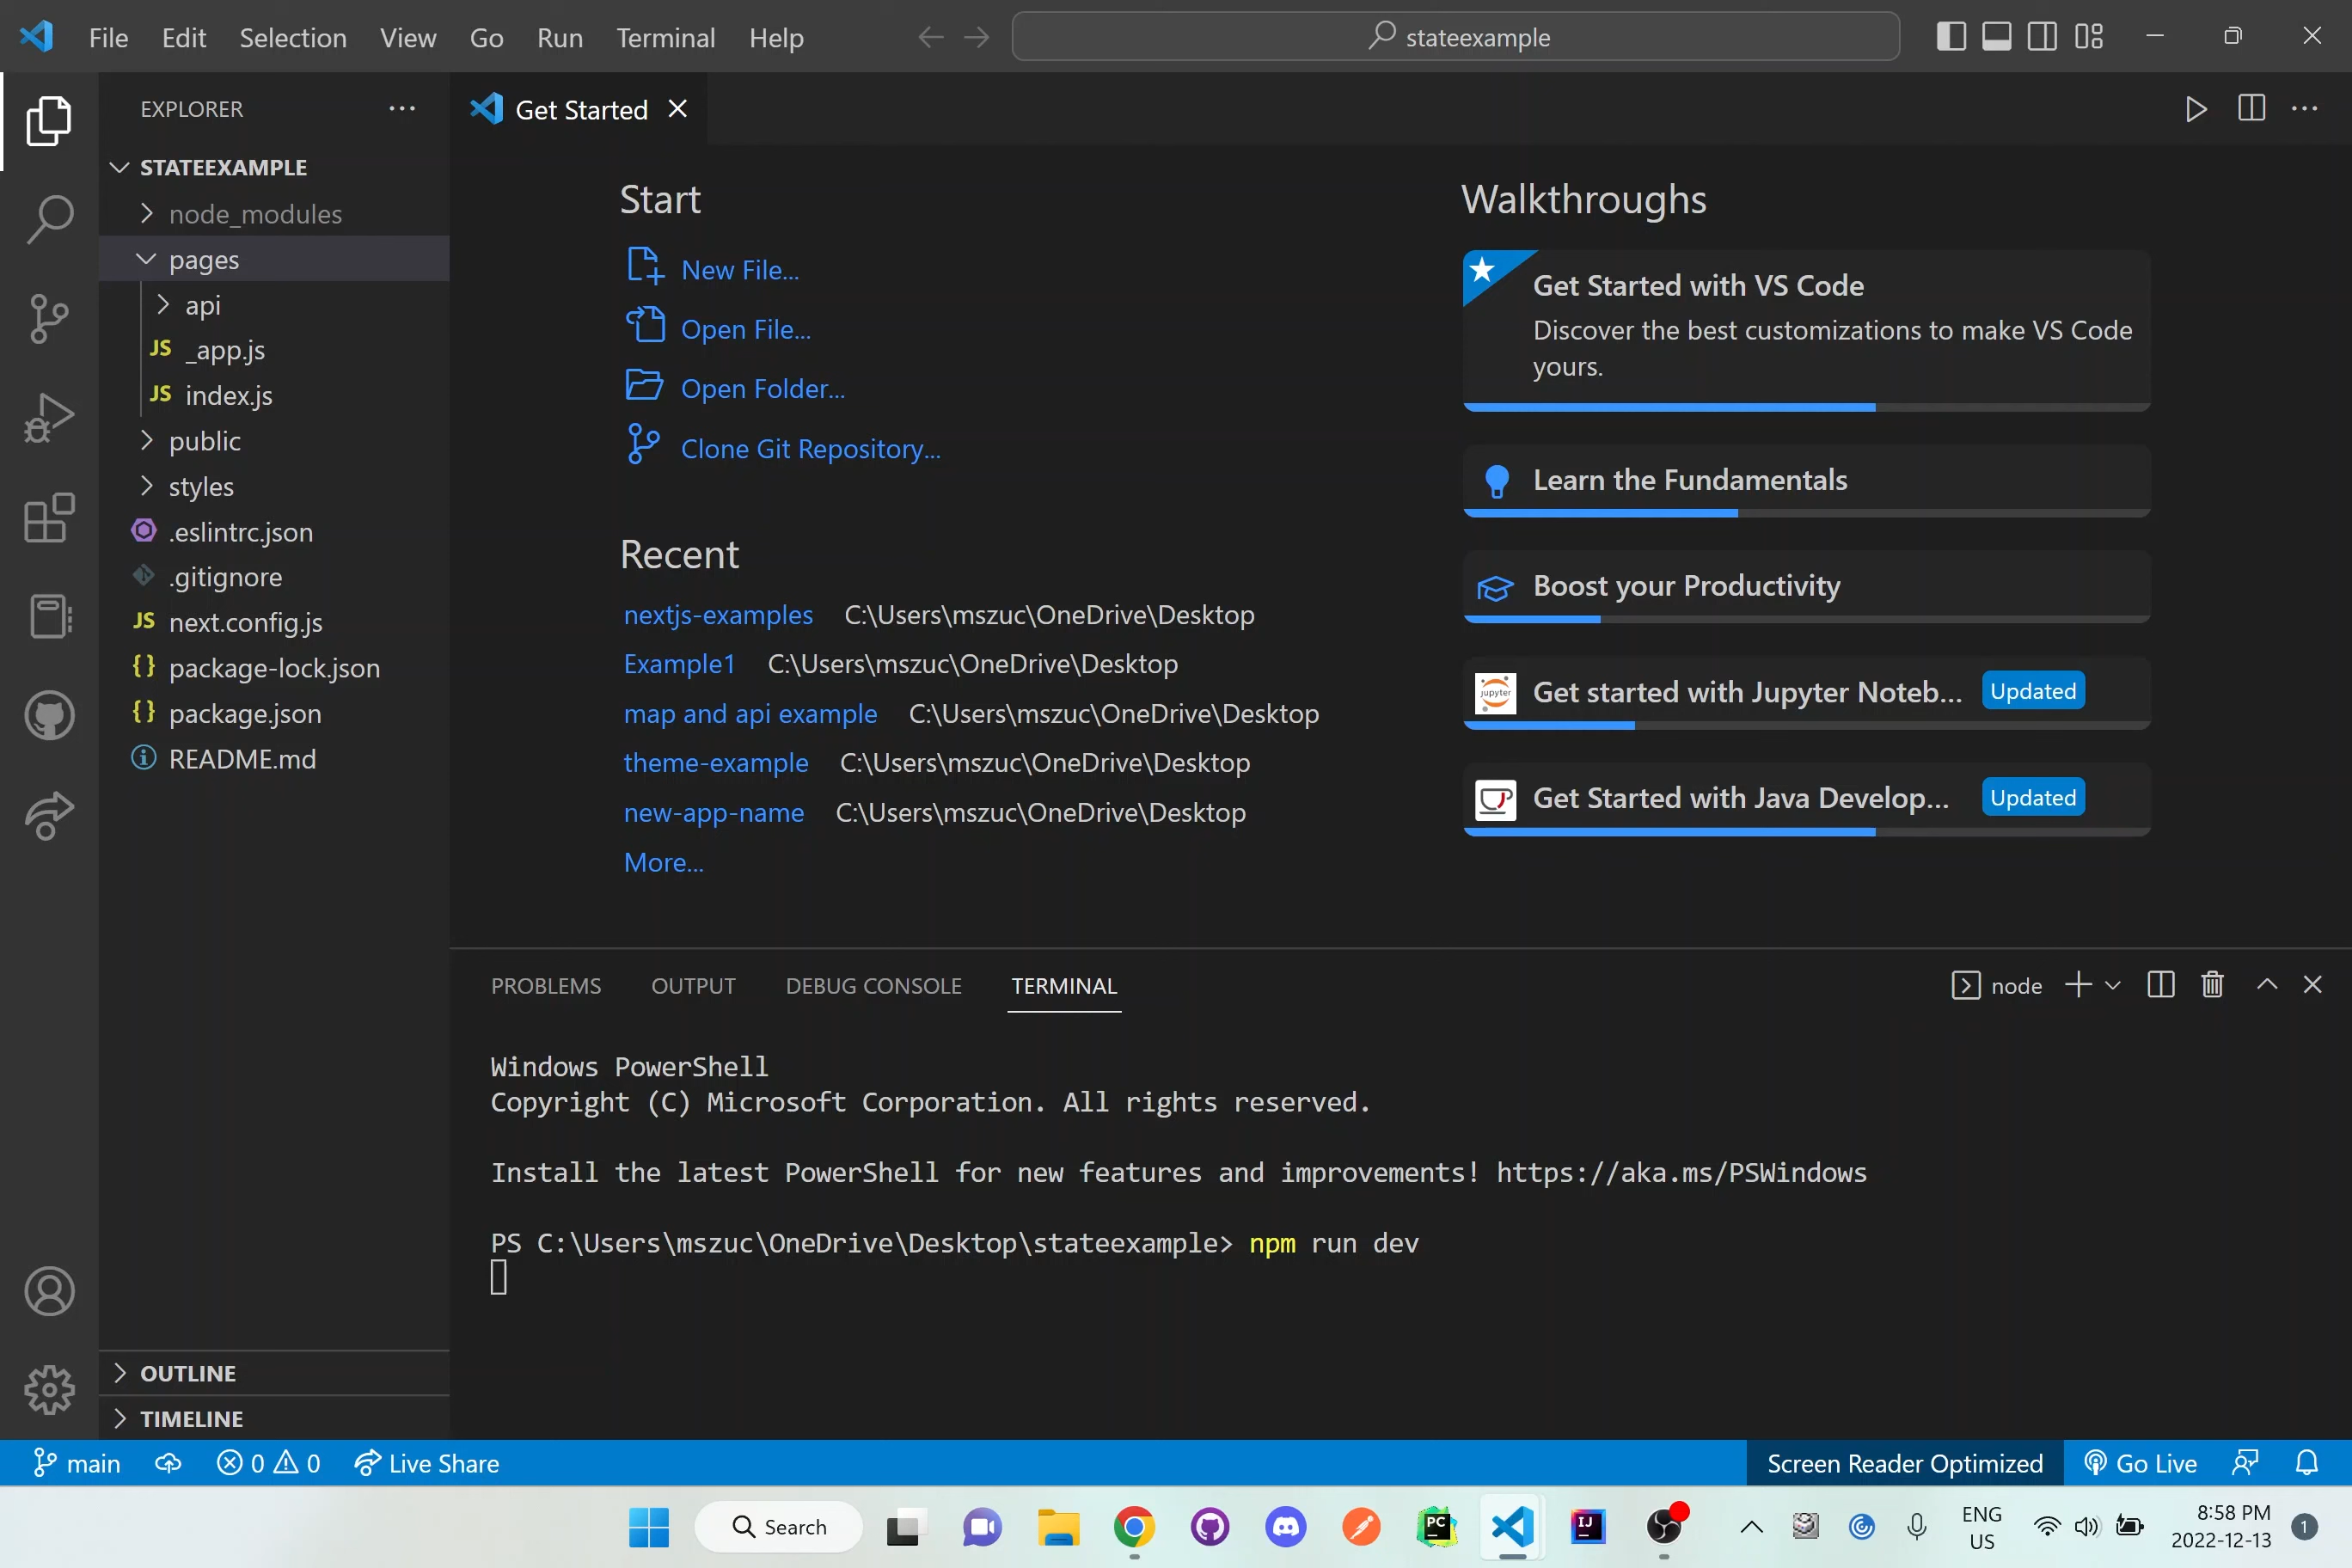 File Edit Selection View Go Run Terminal Help
stateexample
EXPLORER
STATEEXAMPLE
node_modules
pages
api
JS _app.js
JS index.js
public
styles
.eslintrc.json
.gitignore
JS next.config.js
{} package-lock.json
{} package.json
README.md
OUTLINE
TIMELINE
Get Started
Start
New File...
Open File...
Open Folder...
Clone Git Repository...
Recent
nextjs-examples C:\Users\mszuc\OneDrive\Desktop
Example1 C:\Users\mszuc\OneDrive\Desktop
map and api example C:\Users\mszuc\OneDrive\Desktop
theme-example C:\Users\mszuc\OneDrive\Desktop
new-app-name C:\Users\mszuc\OneDrive\Desktop
More...
Walkthroughs
Get Started with VS Code
Discover the best customizations to make VS Code
yours.
Learn the Fundamentals
Boost your Productivity
jupyter
Get started with Jupyter Noteb... Updated
Get Started with Java Develop... Updated
PROBLEMS OUTPUT DEBUG CONSOLE TERMINAL
node
Windows PowerShell
Copyright (C) Microsoft Corporation. All rights reserved.
Install the latest PowerShell for new features and improvements! https://aka.ms/PSWindows
PS C:\Users\mszuc\OneDrive\Desktop\stateexample> npm run dev
main 0 0 Live Share
Screen Reader Optimized Go Live
Search
PC
IJ
ENG
US
8:58 PM
2022-12-13
1